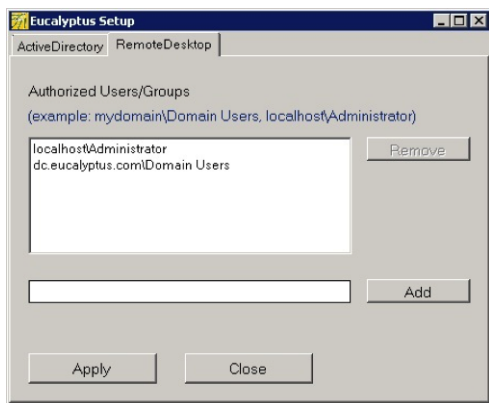 Eucalyptus Setup
ActiveDirectory RemoteDesktop
Authorized Users/Groups
(example: mydomain\Domain Users, localhost\Administrator)
localhost\Administrator
dc.eucalyptus.com\Domain Users
Remove
Add
Apply Close